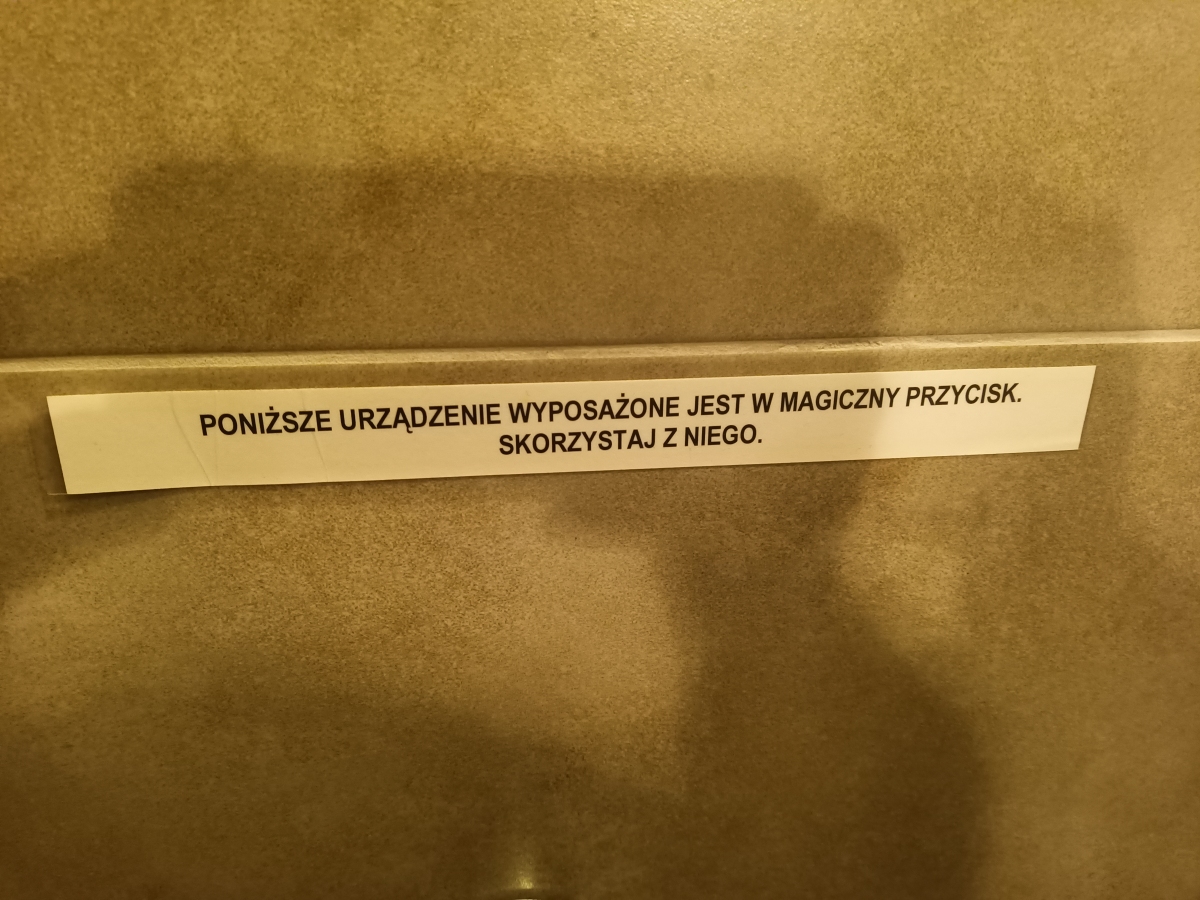 PONIŻSZE URZĄDZENIE WYPOSAŻONE JEST W MAGICZNY PRZYCISK.
SKORZYSTAJ Z NIEGO.